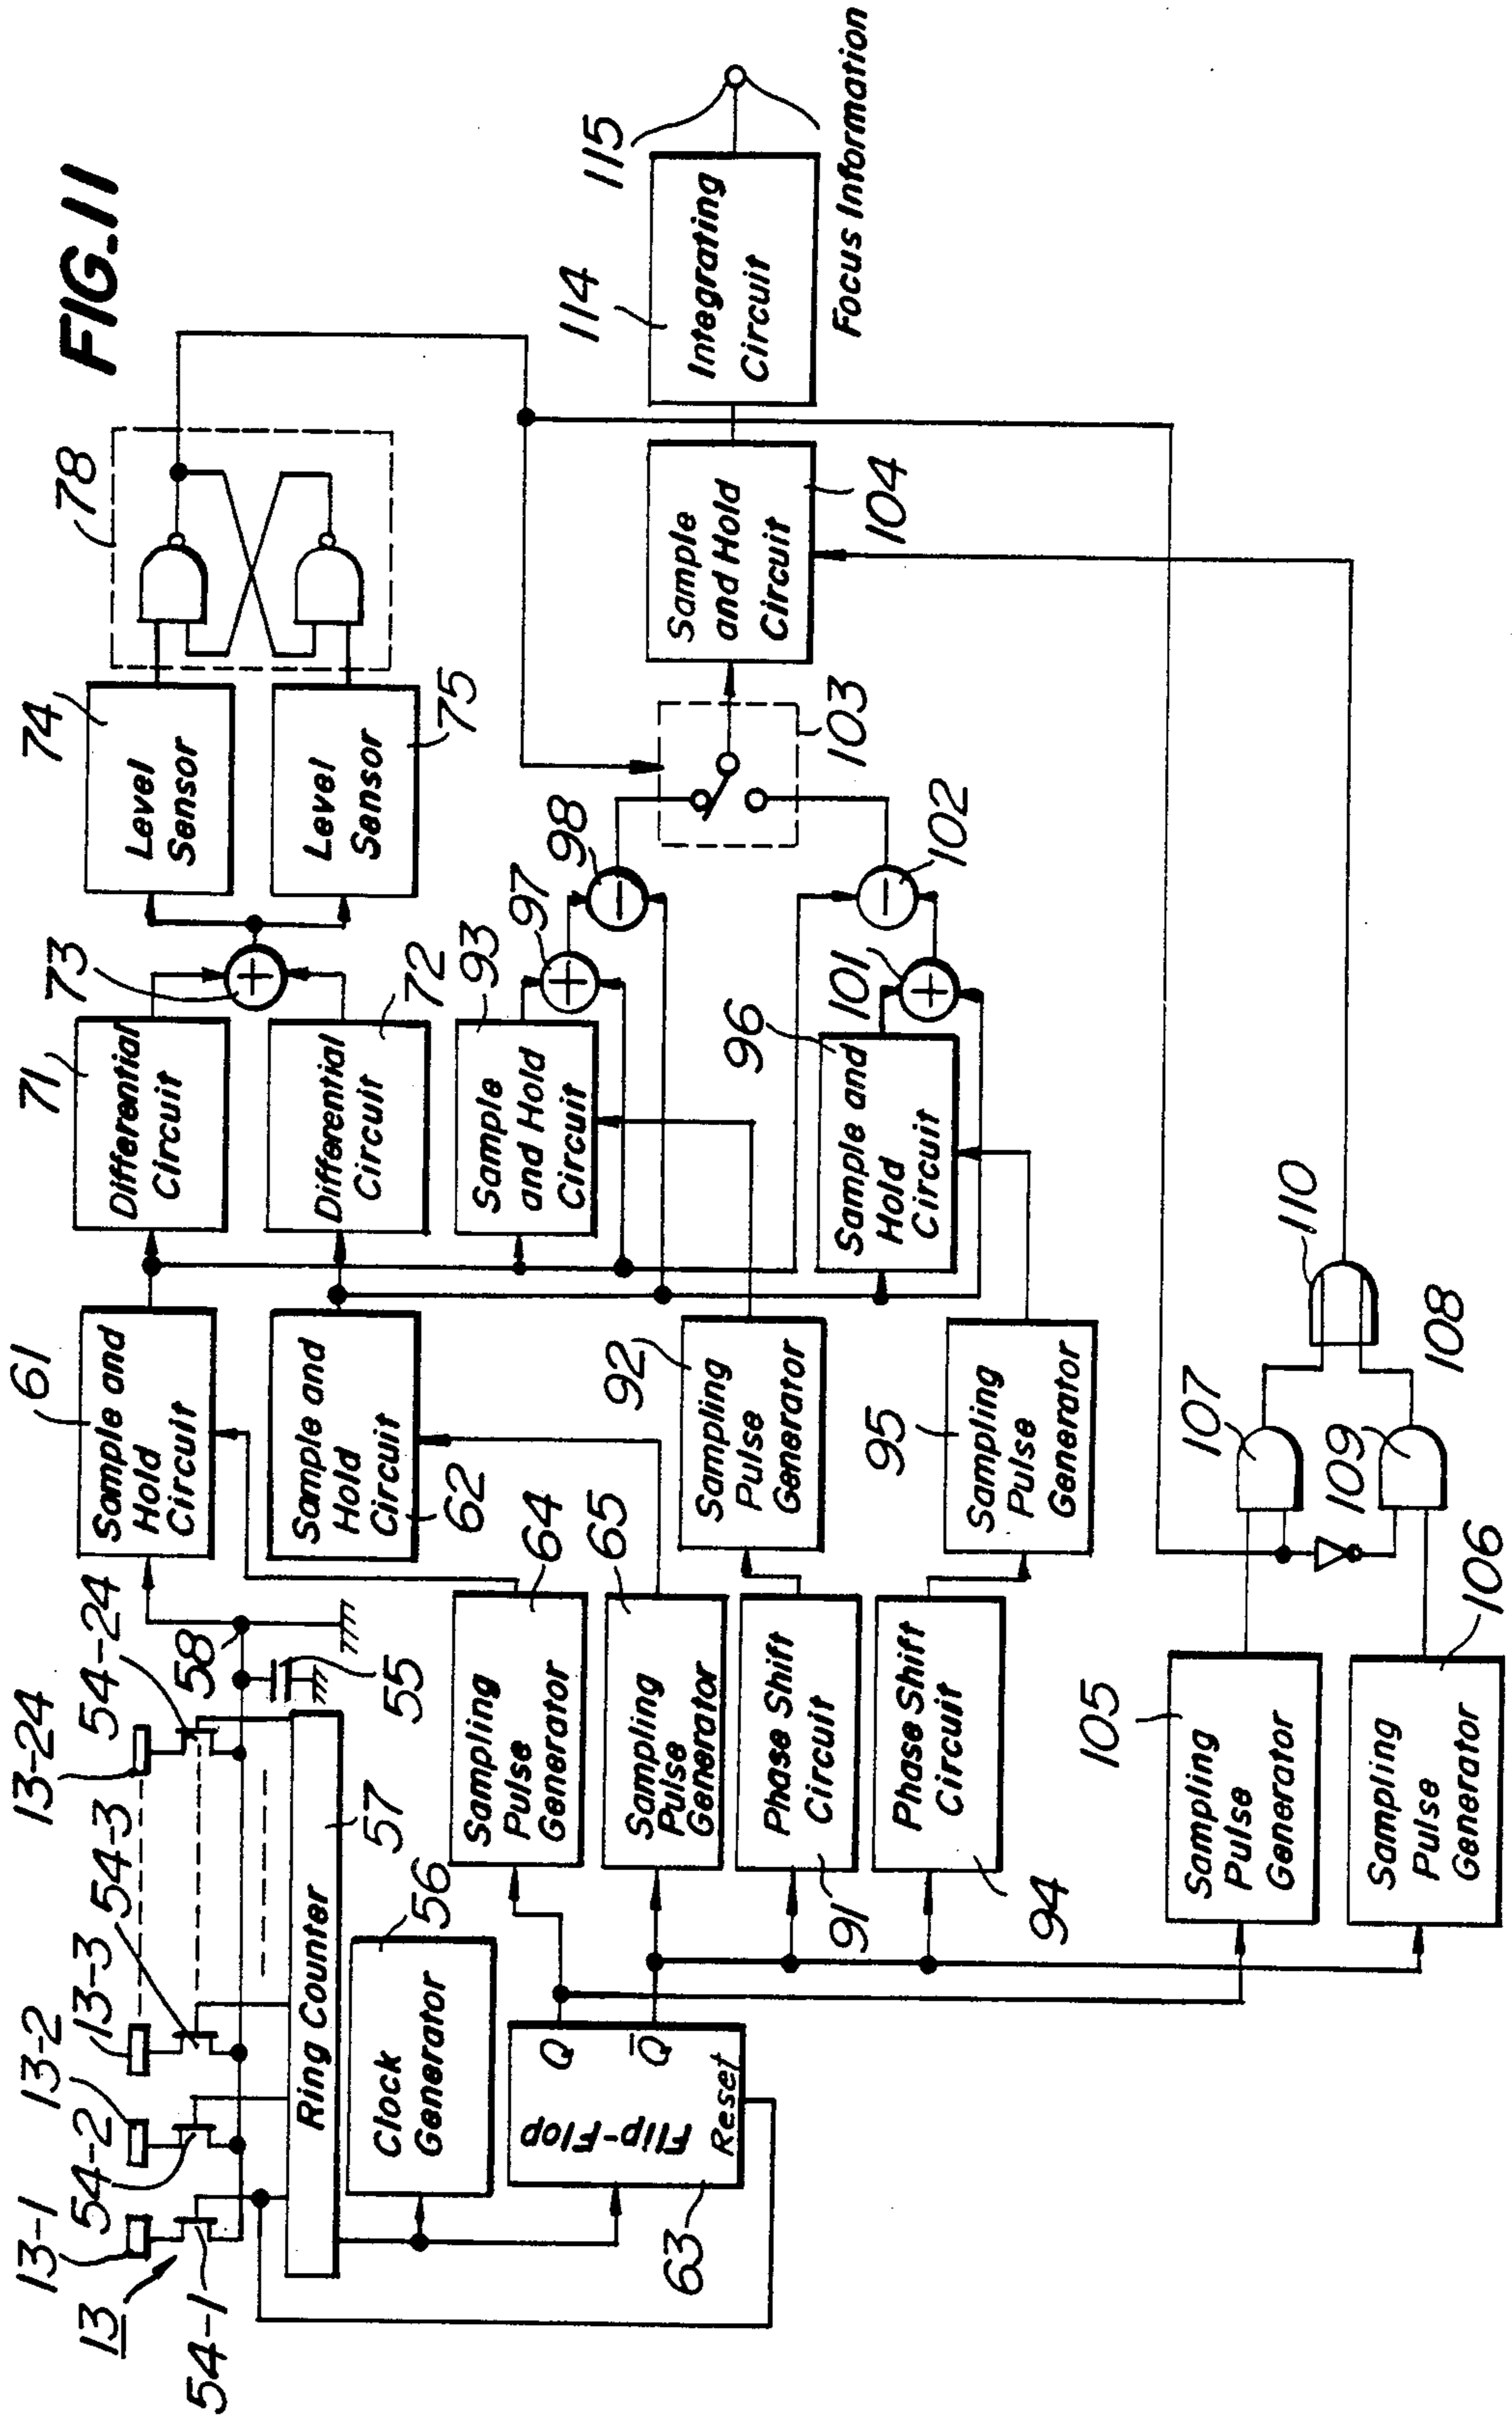 FIG. 11
13-1
13
54-1
13-2
54-2
13-3
54-3
13-24
54-24
58
55
Ring Counter
57
56
Clock
Generator
Flip-Flop
Q
Q̅
Reset
63
61
Sample and
Hold
Circuit
Sample and
Hold
Circuit
62
64
Sampling
Pulse
Generator
65
Sampling
Pulse
Generator
Phase Shift
Circuit
91
Phase Shift
Circuit
94
92
Sampling
Pulse
Generator
95
Sampling
Pulse
Generator
71
Differential
Circuit
Differential
Circuit
72
73
+
74
Level
Sensor
Level
Sensor
75
78
93
Sample
and Hold
Circuit
97
+
98
−
96
Sample and
Hold
Circuit
101
+
102
−
103
Sample
and Hold
Circuit
104
114
Integrating
Circuit
115
Focus Information
105
Sampling
Pulse
Generator
Sampling
Pulse
Generator
106
107
109
108
110